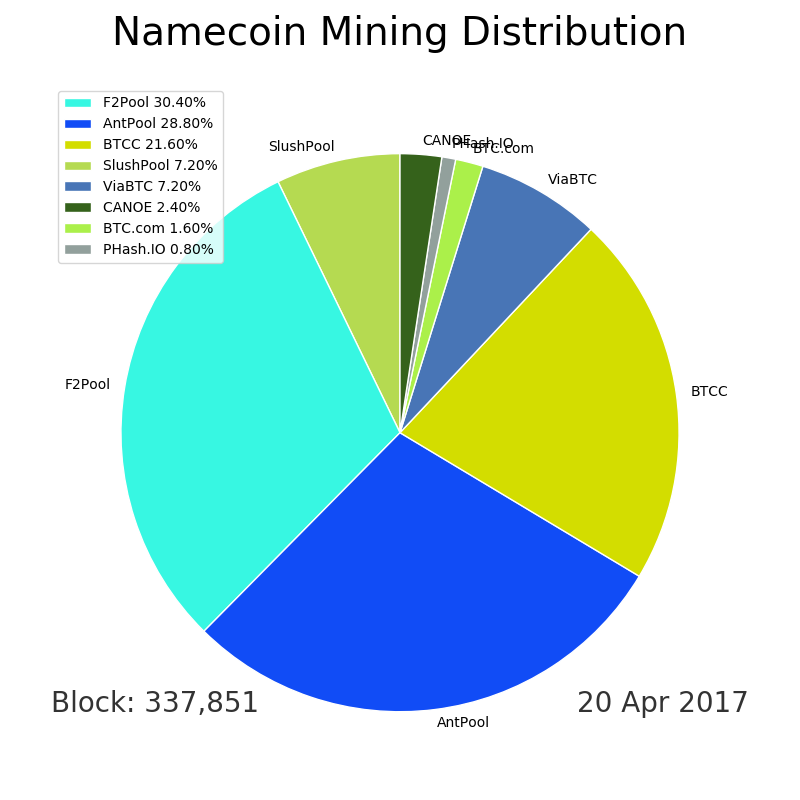 Namecoin Mining Distribution
F2Pool 30.40%
AntPool 28.80%
BTCC 21.60%
SlushPool 7.20%
ViaBTC 7.20%
CANOE 2.40%
BTC.com 1.60%
PHash.IO 0.80%
SlushPool
CANOE
PHash.IO
BTC.com
ViaBTC
F2Pool
BTCC
AntPool
Block: 337,851
20 Apr 2017